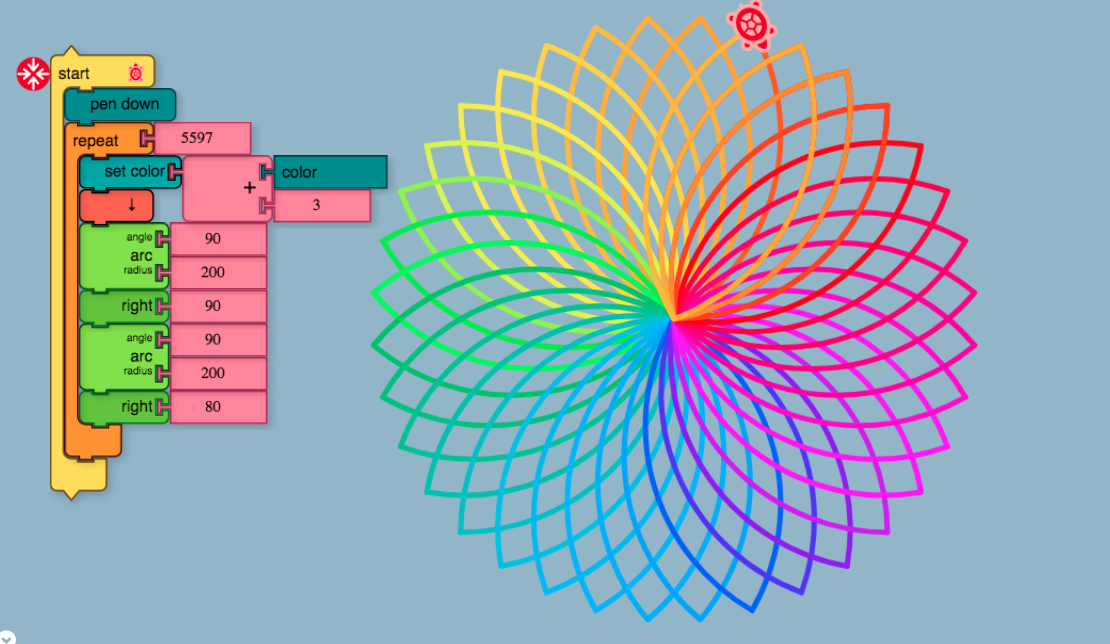 start
pen down
repeat 5597
set color + color
3
↓
angle 90
arc
radius 200
right 90
angle 90
arc
radius 200
right 80